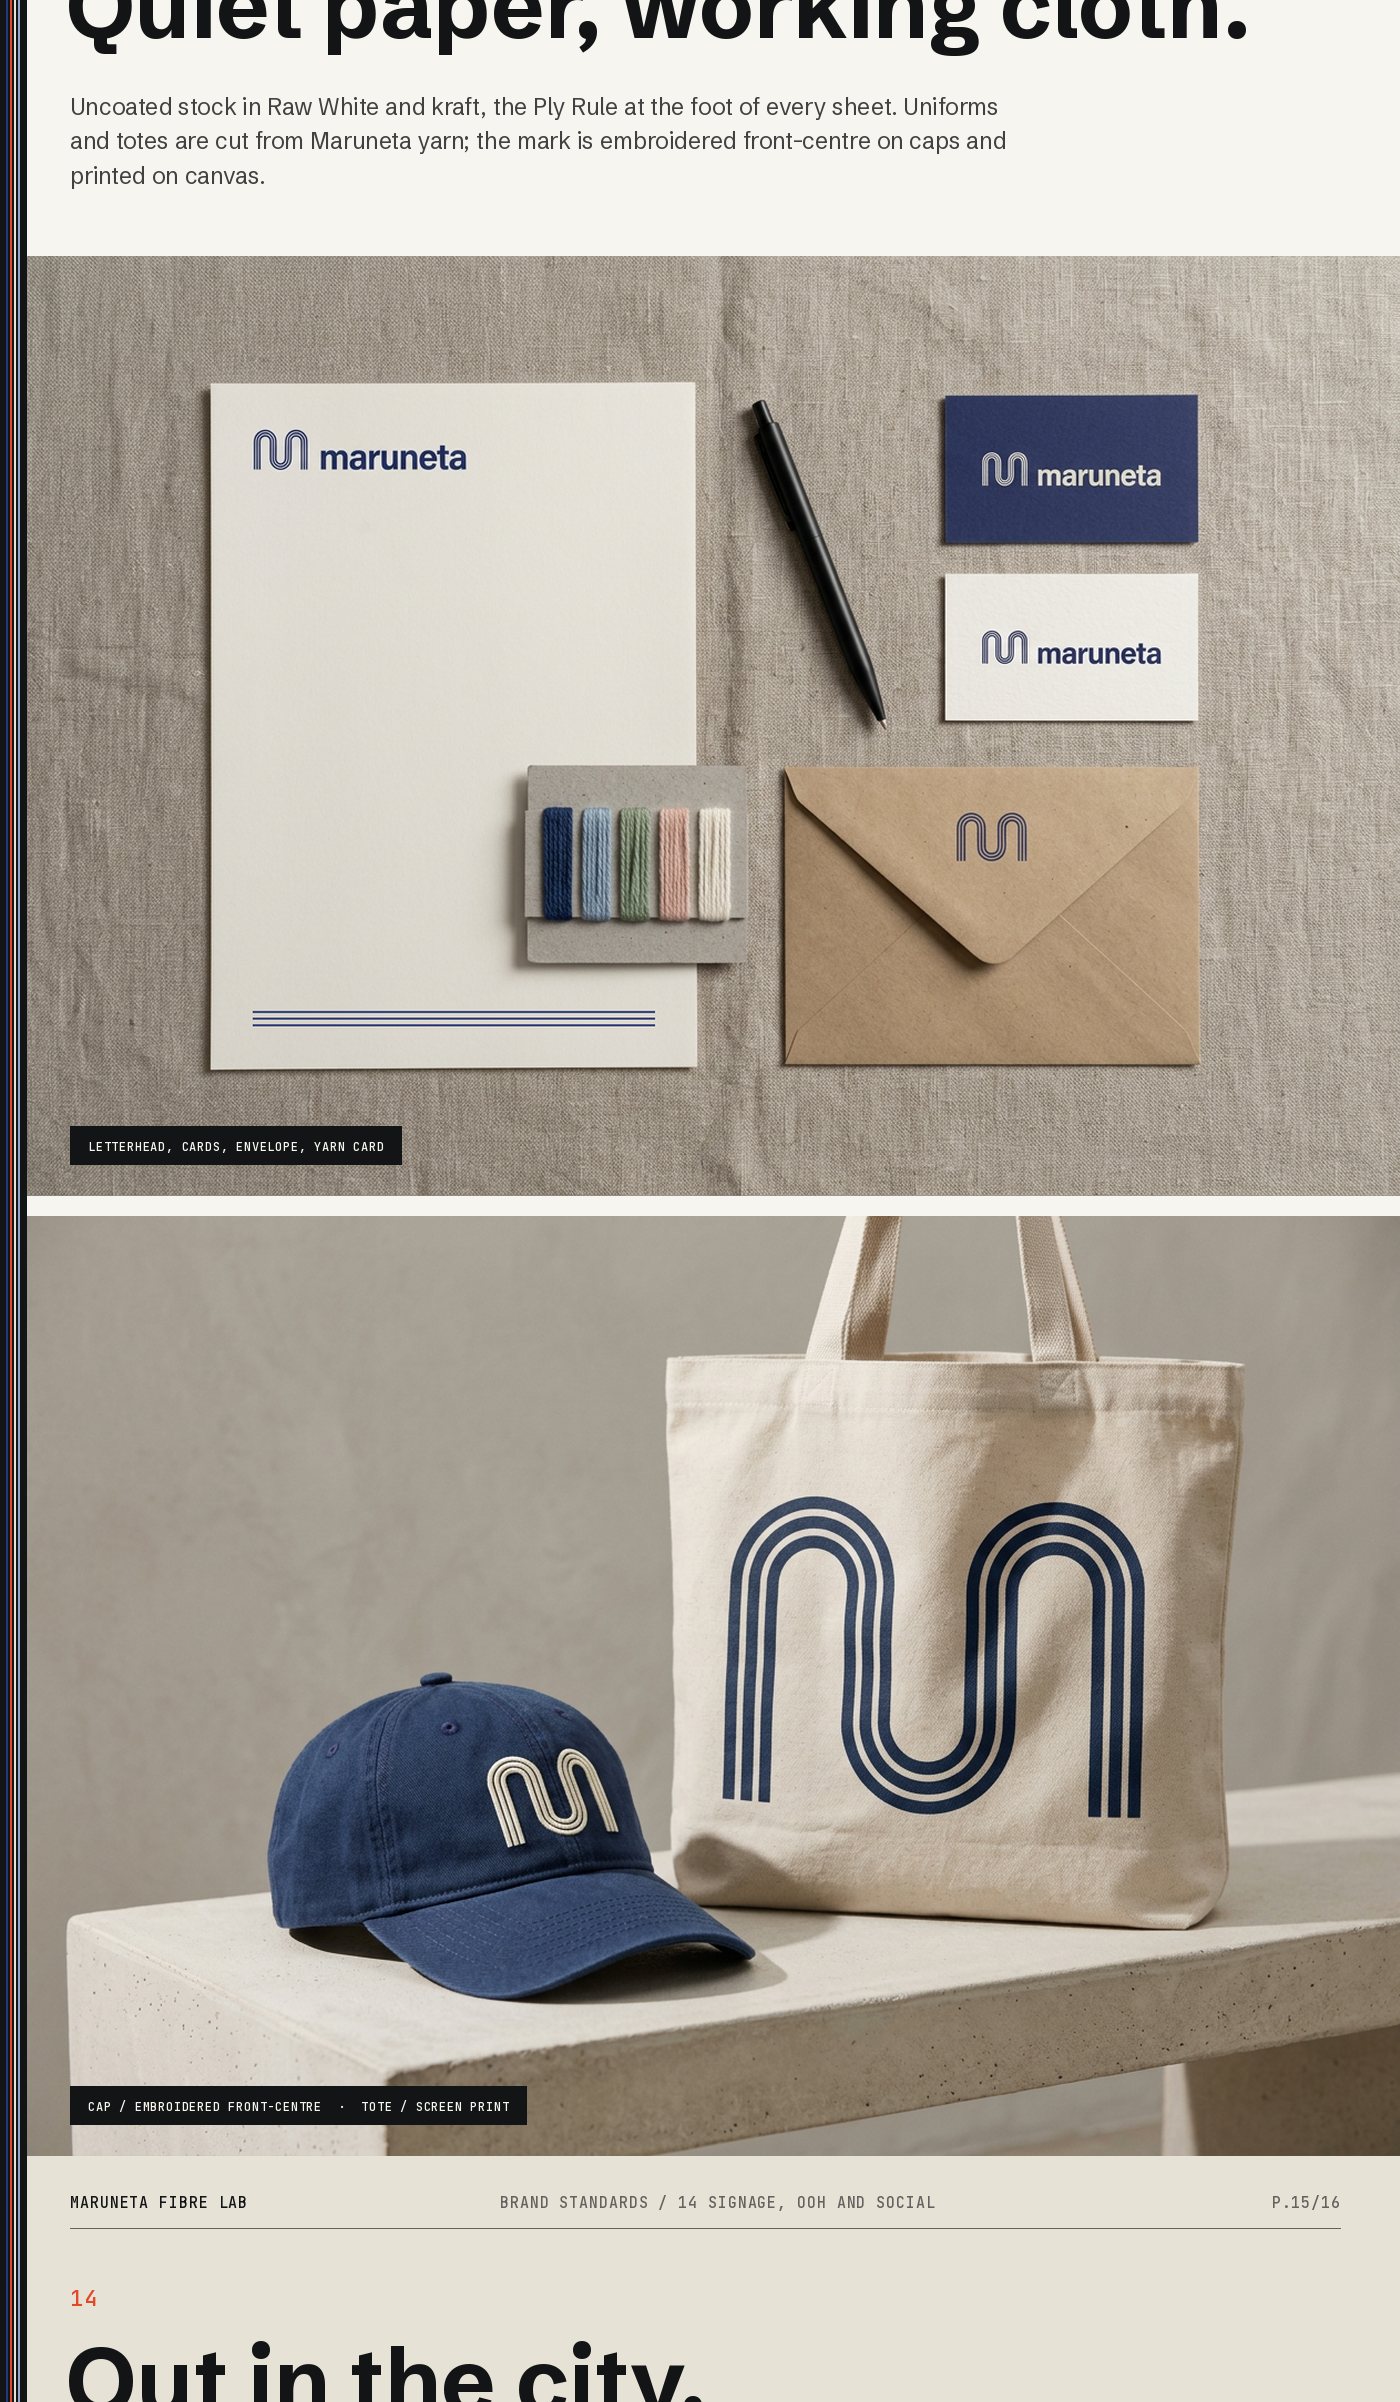 Quiet paper, working cloth.
Uncoated stock in Raw White and kraft, the Ply Rule at the foot of every sheet. Uniforms
and totes are cut from Maruneta yarn; the mark is embroidered front-centre on caps and
printed on canvas.
maruneta
maruneta
maruneta
LETTERHEAD, CARDS, ENVELOPE, YARN CARD
CAP / EMBROIDERED FRONT-CENTRE · TOTE / SCREEN PRINT
MARUNETA FIBRE LAB
BRAND STANDARDS / 14 SIGNAGE, OOH AND SOCIAL
P.15/16
14
Out in the city.